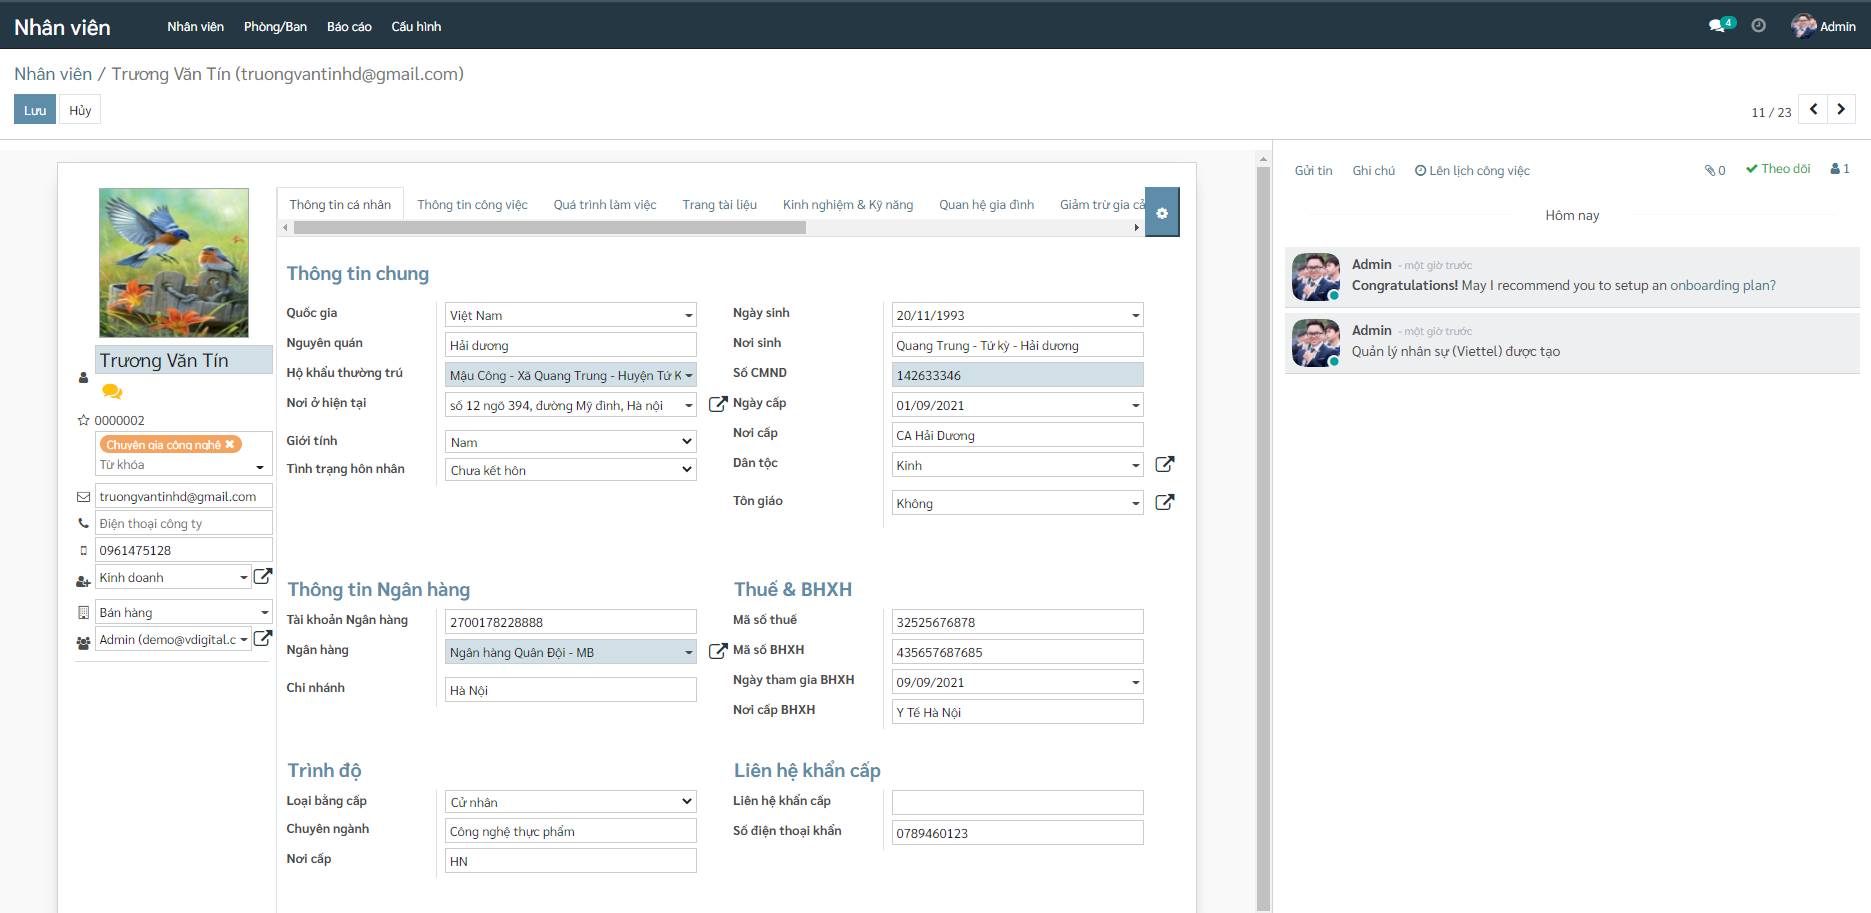 Nhân viên
Nhân viên Phòng/Ban Báo cáo Cấu hình
4 Admin
Nhân viên / Trương Văn Tín (truongvantinhd@gmail.com)
Lưu Hủy
11 / 23
Trương Văn Tín
0000002
Chuyên gia công nghệ ✖
Từ khóa
truongvantinhd@gmail.com
Điện thoại công ty
0961475128
Kinh doanh
Bán hàng
Admin (demo@vdigital.c
Thông tin cá nhân Thông tin công việc Quá trình làm việc Trang tài liệu Kinh nghiệm & Kỹ năng Quan hệ gia đình Giảm trừ gia cả
Thông tin chung
Quốc gia Việt Nam
Nguyên quán Hải dương
Hộ khẩu thường trú Mậu Công - Xã Quang Trung - Huyện Tứ K
Nơi ở hiện tại số 12 ngõ 394, đường Mỹ đình, Hà nội
Giới tính Nam
Tình trạng hôn nhân Chưa kết hôn
Ngày sinh 20/11/1993
Nơi sinh Quang Trung - Tứ kỳ - Hải dương
Số CMND 142633346
Ngày cấp 01/09/2021
Nơi cấp CA Hải Dương
Dân tộc Kinh
Tôn giáo Không
Thông tin Ngân hàng
Tài khoản Ngân hàng 2700178228888
Ngân hàng Ngân hàng Quân Đội - MB
Chi nhánh Hà Nội
Thuế & BHXH
Mã số thuế 32525676878
Mã số BHXH 435657687685
Ngày tham gia BHXH 09/09/2021
Nơi cấp BHXH Y Tế Hà Nội
Trình độ
Loại bằng cấp Cử nhân
Chuyên ngành Công nghệ thực phẩm
Nơi cấp HN
Liên hệ khẩn cấp
Liên hệ khẩn cấp
Số điện thoại khẩn 0789460123
Gửi tin Ghi chú Lên lịch công việc 0 Theo dõi 1
Hôm nay
Admin - một giờ trước
Congratulations! May I recommend you to setup an onboarding plan?
Admin - một giờ trước
Quản lý nhân sự (Viettel) được tạo